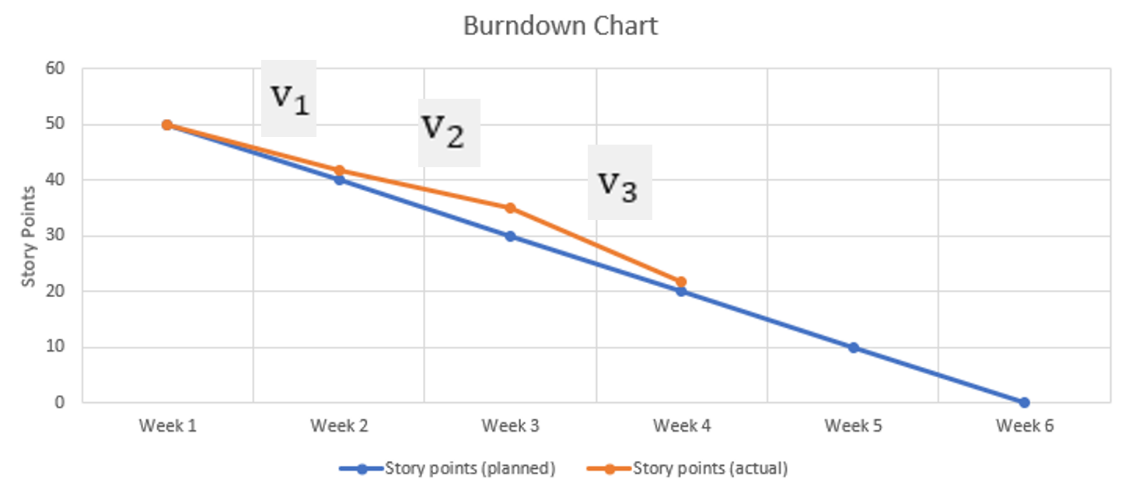 Burndown Chart
60
50
40
30
20
10
0
Story Points
v1
v2
v3
Week 1
Week 2
Week 3
Week 4
Week 5
Week 6
Story points (planned)
Story points (actual)